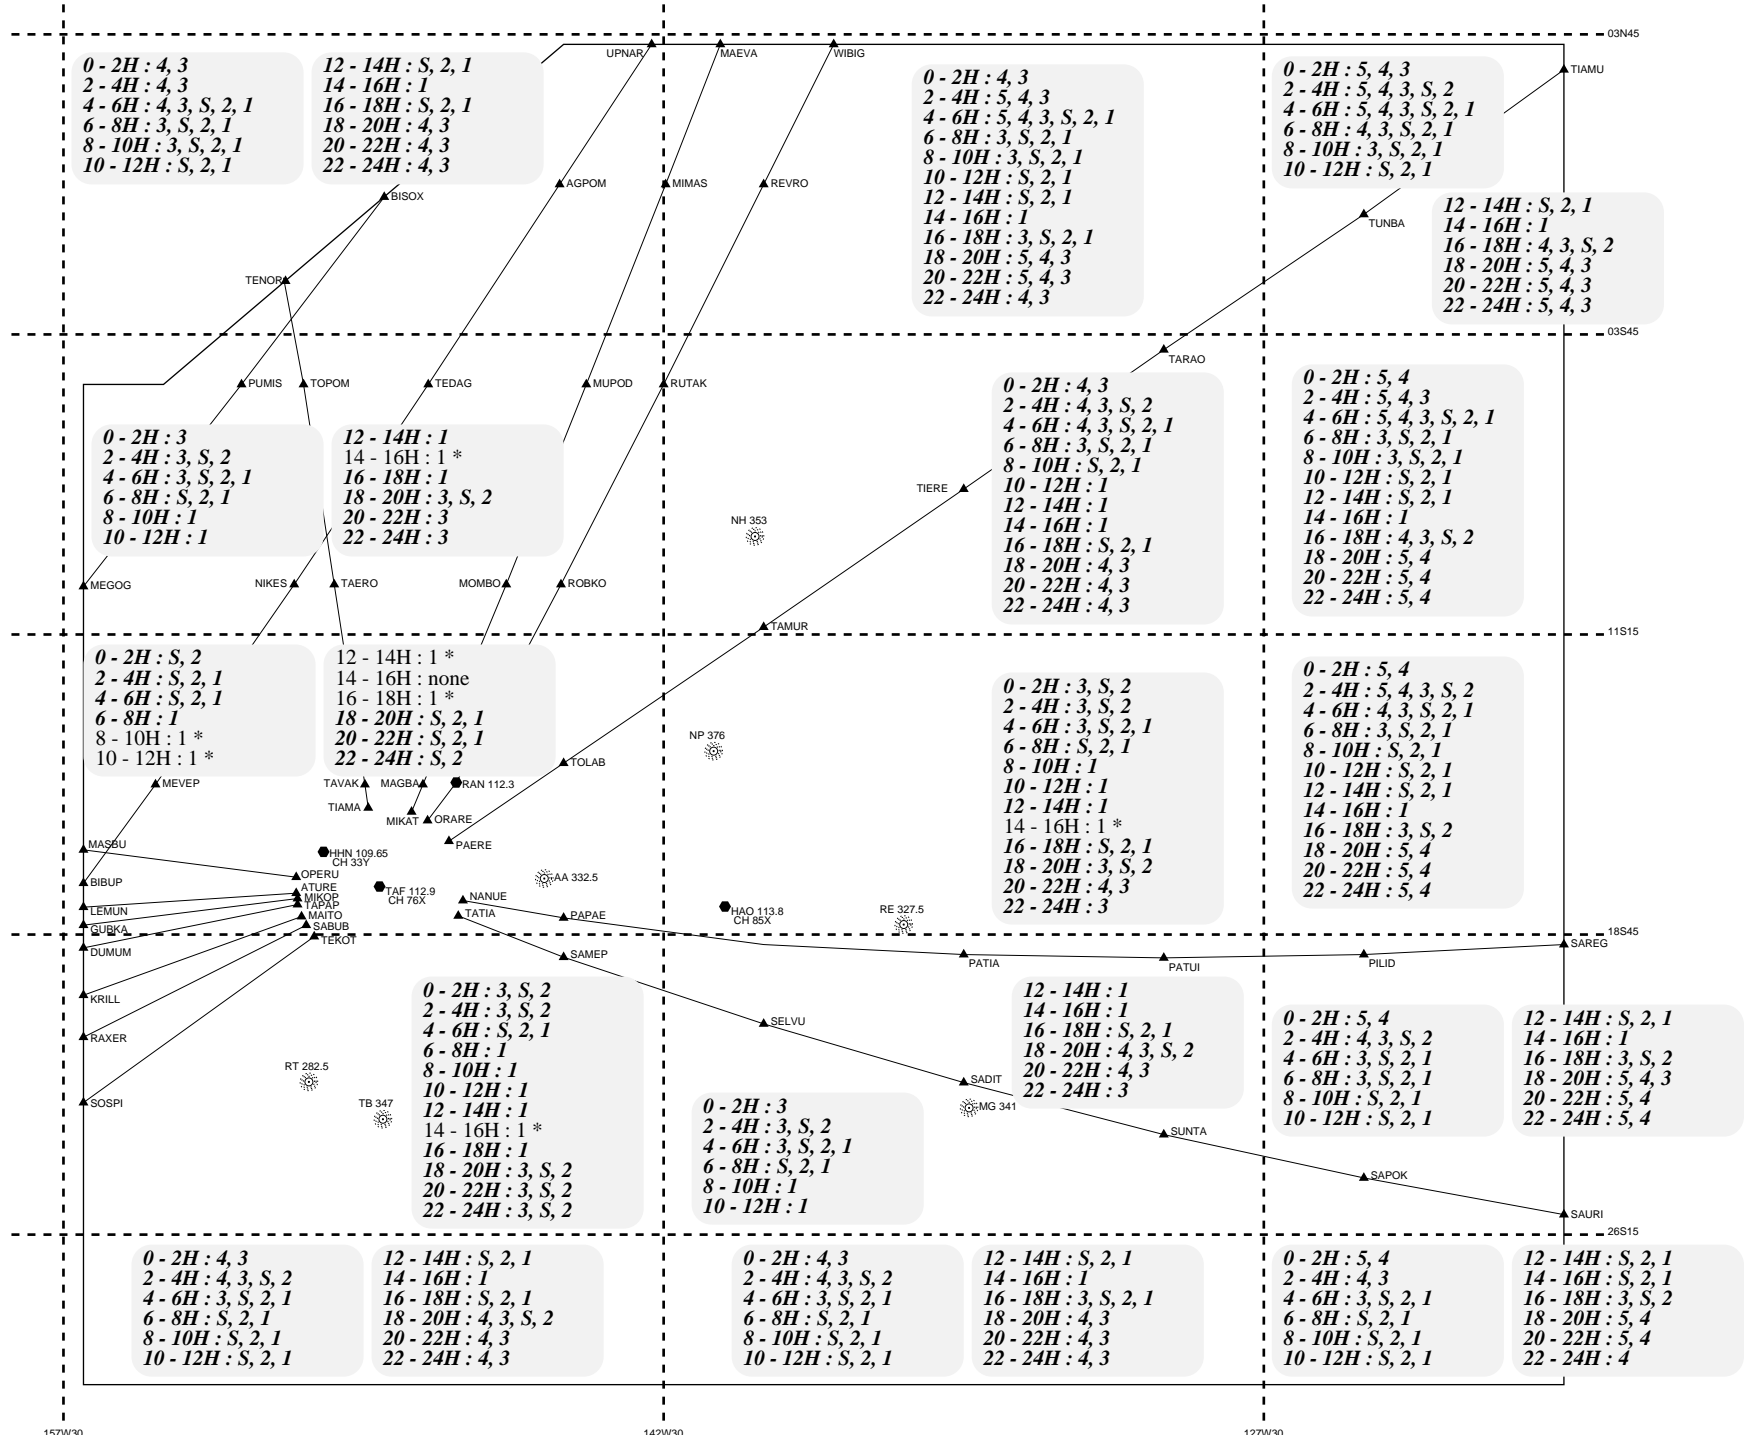 03N45
UPNAR
MAEVA
WIBIG
TIAMU
0 - 2H : 4, 3
2 - 4H : 4, 3
4 - 6H : 4, 3, S, 2, 1
6 - 8H : 3, S, 2, 1
8 - 10H : 3, S, 2, 1
10 - 12H : S, 2, 1
12 - 14H : S, 2, 1
14 - 16H : 1
16 - 18H : S, 2, 1
18 - 20H : 4, 3
20 - 22H : 4, 3
22 - 24H : 4, 3
0 - 2H : 4, 3
2 - 4H : 5, 4, 3
4 - 6H : 5, 4, 3, S, 2, 1
6 - 8H : 3, S, 2, 1
8 - 10H : 3, S, 2, 1
10 - 12H : S, 2, 1
12 - 14H : S, 2, 1
14 - 16H : 1
16 - 18H : 3, S, 2, 1
18 - 20H : 5, 4, 3
20 - 22H : 5, 4, 3
22 - 24H : 4, 3
0 - 2H : 5, 4, 3
2 - 4H : 5, 4, 3, S, 2
4 - 6H : 5, 4, 3, S, 2, 1
6 - 8H : 4, 3, S, 2, 1
8 - 10H : 3, S, 2, 1
10 - 12H : S, 2, 1
12 - 14H : S, 2, 1
14 - 16H : 1
16 - 18H : 4, 3, S, 2
18 - 20H : 5, 4, 3
20 - 22H : 5, 4, 3
22 - 24H : 5, 4, 3
AGPOM
MIMAS
REVRO
BISOX
TUNBA
TENOR
03S45
TARAO
PUMIS
TOPOM
TEDAG
MUPOD
RUTAK
0 - 2H : 3
2 - 4H : 3, S, 2
4 - 6H : 3, S, 2, 1
6 - 8H : S, 2, 1
8 - 10H : 1
10 - 12H : 1
12 - 14H : 1
14 - 16H : 1 *
16 - 18H : 1
18 - 20H : 3, S, 2
20 - 22H : 3
22 - 24H : 3
0 - 2H : 4, 3
2 - 4H : 4, 3, S, 2
4 - 6H : 4, 3, S, 2, 1
6 - 8H : 3, S, 2, 1
8 - 10H : S, 2, 1
10 - 12H : 1
12 - 14H : 1
14 - 16H : 1
16 - 18H : S, 2, 1
18 - 20H : 4, 3
20 - 22H : 4, 3
22 - 24H : 4, 3
0 - 2H : 5, 4
2 - 4H : 5, 4, 3
4 - 6H : 5, 4, 3, S, 2, 1
6 - 8H : 3, S, 2, 1
8 - 10H : 3, S, 2, 1
10 - 12H : S, 2, 1
12 - 14H : S, 2, 1
14 - 16H : 1
16 - 18H : 4, 3, S, 2
18 - 20H : 5, 4
20 - 22H : 5, 4
22 - 24H : 5, 4
TIERE
NH 353
MEGOG
NIKES
TAERO
MOMBO
ROBKO
TAMUR
11S15
0 - 2H : S, 2
2 - 4H : S, 2, 1
4 - 6H : S, 2, 1
6 - 8H : 1
8 - 10H : 1 *
10 - 12H : 1 *
12 - 14H : 1 *
14 - 16H : none
16 - 18H : 1 *
18 - 20H : S, 2, 1
20 - 22H : S, 2, 1
22 - 24H : S, 2
0 - 2H : 3, S, 2
2 - 4H : 3, S, 2
4 - 6H : 3, S, 2, 1
6 - 8H : S, 2, 1
8 - 10H : 1
10 - 12H : 1
12 - 14H : 1
14 - 16H : 1 *
16 - 18H : S, 2, 1
18 - 20H : 3, S, 2
20 - 22H : 4, 3
22 - 24H : 3
0 - 2H : 5, 4
2 - 4H : 5, 4, 3, S, 2
4 - 6H : 4, 3, S, 2, 1
6 - 8H : 3, S, 2, 1
8 - 10H : S, 2, 1
10 - 12H : S, 2, 1
12 - 14H : S, 2, 1
14 - 16H : 1
16 - 18H : 3, S, 2
18 - 20H : 5, 4
20 - 22H : 5, 4
22 - 24H : 5, 4
NP 376
TOLAB
MEVEP
TAVAK
MAGBA
RAN 112.3
TIAMA
MIKAT
ORARE
PAERE
MASBU
HHN 109.65
CH 33Y
OPERU
BIBUP
ATURE
MIKOP
TAPAP
MAITO
SABUB
TEKOT
TAF 112.9
CH 76X
AA 332.5
NANUE
TATIA
PAPAE
HAO 113.8
CH 85X
RE 327.5
LEMUN
GUBKA
DUMUM
18S45
SAREG
SAMEP
PATIA
PATUI
PILID
KRILL
RAXER
SOSPI
SELVU
RT 282.5
TB 347
SADIT
MG 341
SUNTA
SAPOK
SAURI
0 - 2H : 3, S, 2
2 - 4H : 3, S, 2
4 - 6H : S, 2, 1
6 - 8H : 1
8 - 10H : 1
10 - 12H : 1
12 - 14H : 1
14 - 16H : 1 *
16 - 18H : 1
18 - 20H : 3, S, 2
20 - 22H : 3, S, 2
22 - 24H : 3, S, 2
0 - 2H : 3
2 - 4H : 3, S, 2
4 - 6H : 3, S, 2, 1
6 - 8H : S, 2, 1
8 - 10H : 1
10 - 12H : 1
12 - 14H : 1
14 - 16H : 1
16 - 18H : S, 2, 1
18 - 20H : 4, 3, S, 2
20 - 22H : 4, 3
22 - 24H : 3
0 - 2H : 5, 4
2 - 4H : 4, 3, S, 2
4 - 6H : 3, S, 2, 1
6 - 8H : 3, S, 2, 1
8 - 10H : S, 2, 1
10 - 12H : S, 2, 1
12 - 14H : S, 2, 1
14 - 16H : 1
16 - 18H : 3, S, 2
18 - 20H : 5, 4, 3
20 - 22H : 5, 4
22 - 24H : 5, 4
26S15
0 - 2H : 4, 3
2 - 4H : 4, 3, S, 2
4 - 6H : 3, S, 2, 1
6 - 8H : S, 2, 1
8 - 10H : S, 2, 1
10 - 12H : S, 2, 1
12 - 14H : S, 2, 1
14 - 16H : 1
16 - 18H : S, 2, 1
18 - 20H : 4, 3, S, 2
20 - 22H : 4, 3
22 - 24H : 4, 3
0 - 2H : 4, 3
2 - 4H : 4, 3, S, 2
4 - 6H : 3, S, 2, 1
6 - 8H : S, 2, 1
8 - 10H : S, 2, 1
10 - 12H : S, 2, 1
12 - 14H : S, 2, 1
14 - 16H : 1
16 - 18H : 3, S, 2, 1
18 - 20H : 4, 3
20 - 22H : 4, 3
22 - 24H : 4, 3
0 - 2H : 5, 4
2 - 4H : 4, 3
4 - 6H : 3, S, 2, 1
6 - 8H : S, 2, 1
8 - 10H : S, 2, 1
10 - 12H : S, 2, 1
12 - 14H : S, 2, 1
14 - 16H : S, 2, 1
16 - 18H : 3, S, 2
18 - 20H : 5, 4
20 - 22H : 5, 4
22 - 24H : 4
157W30
142W30
127W30